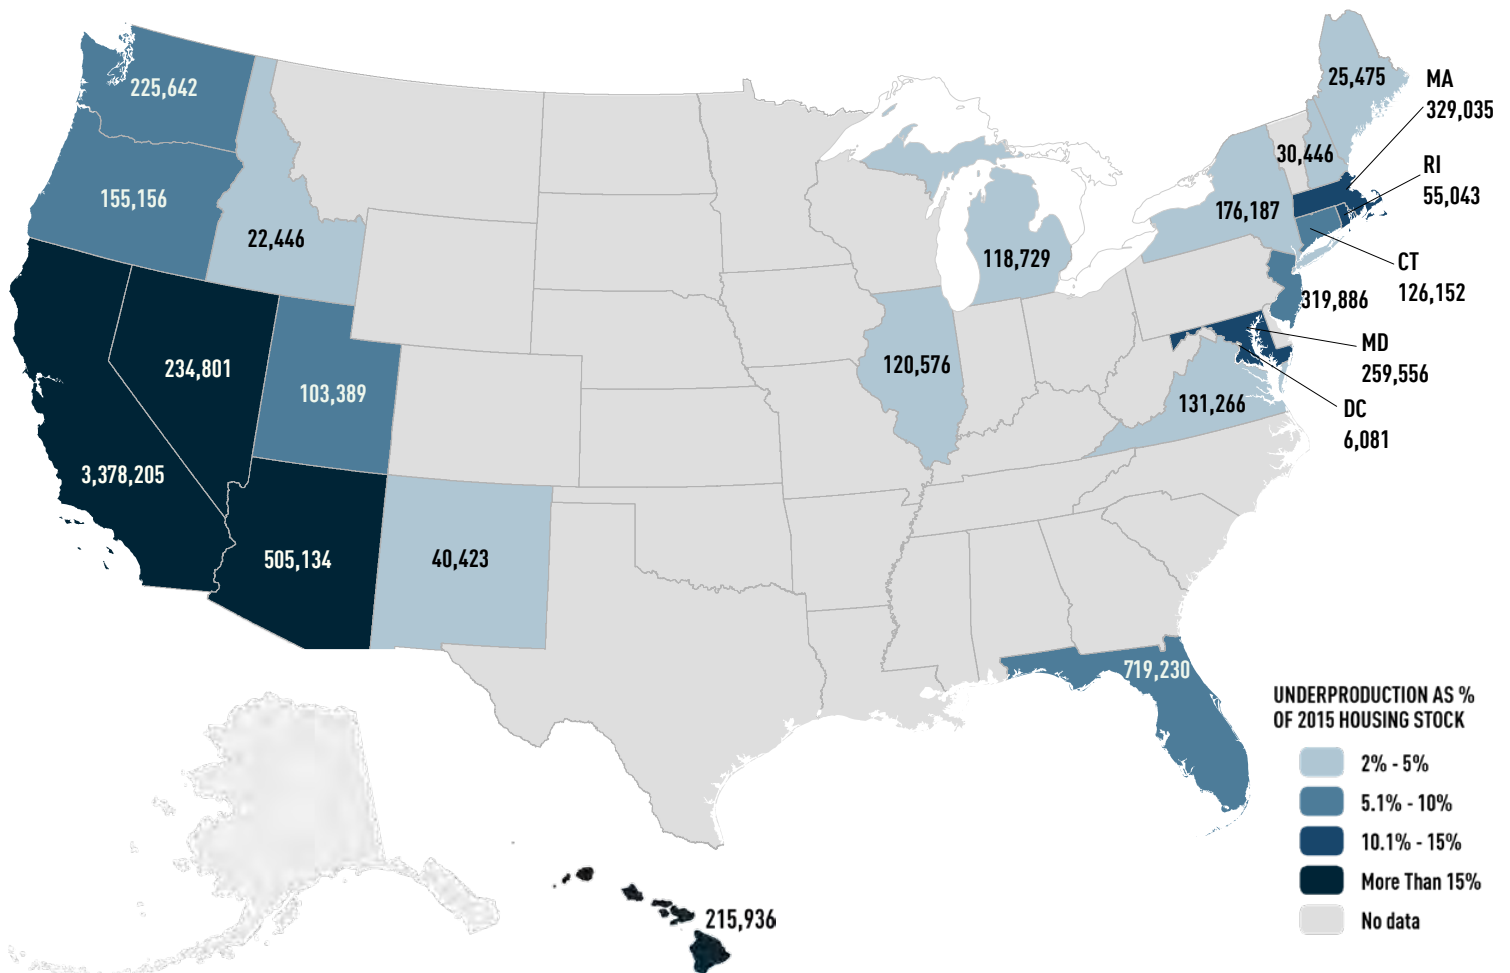 225,642
155,156
22,446
234,801
103,389
3,378,205
505,134
40,423
118,729
120,576
176,187
30,446
25,475
MA
329,035
RI
55,043
CT
126,152
319,886
MD
259,556
DC
6,081
131,266
719,230
215,936
UNDERPRODUCTION AS %
OF 2015 HOUSING STOCK
2% - 5%
5.1% - 10%
10.1% - 15%
More Than 15%
No data